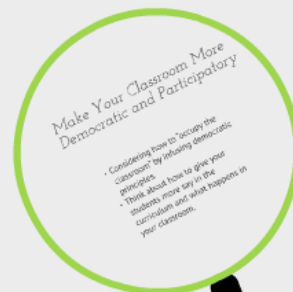 Make Your Classroom More
Democratic and Participatory
• Considering how to "occupy the
classroom" by infusing democratic
principles.
• Think about how to give your
students more say in the
curriculum and what happens in
your classroom.